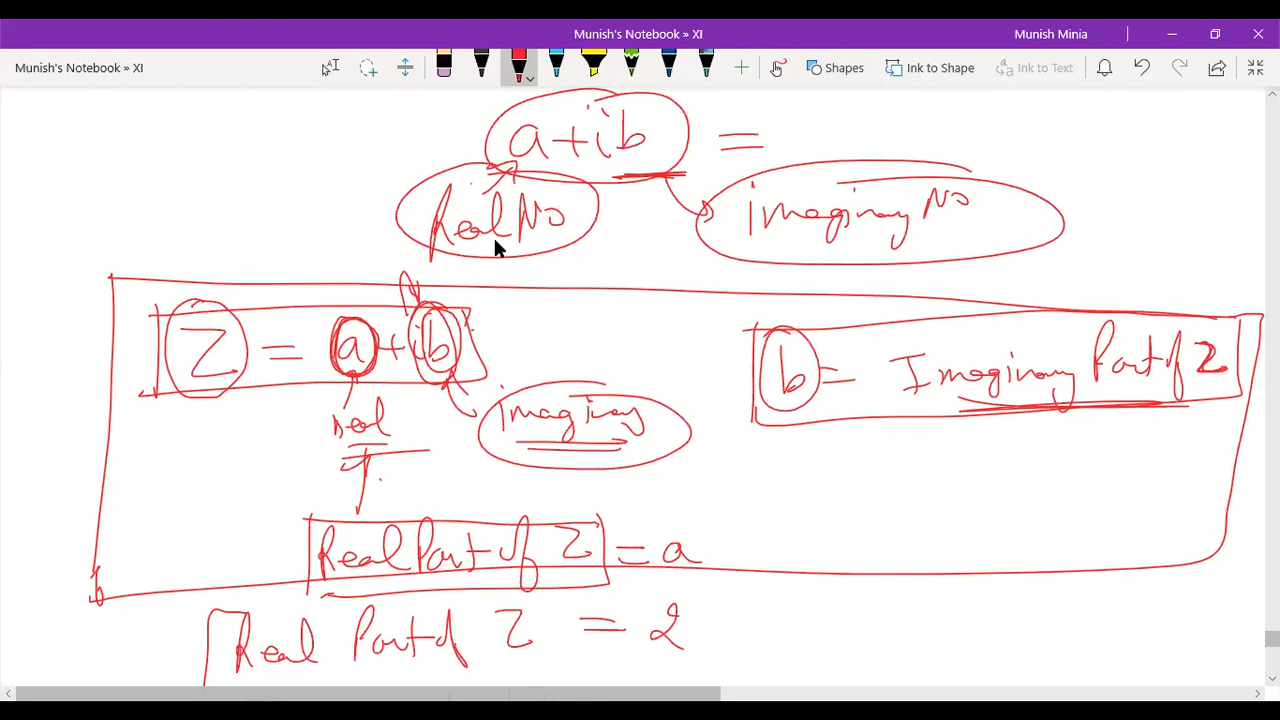 Munish's Notebook » XI
Munish Minia
Munish's Notebook » XI
Shapes
Ink to Shape
Ink to Text
a+ib =
Real No
imaginary No
Z = a+ib
b = Imaginary Part of Z
real
imaginary
Real Part of Z = a
Real Part of Z = 2